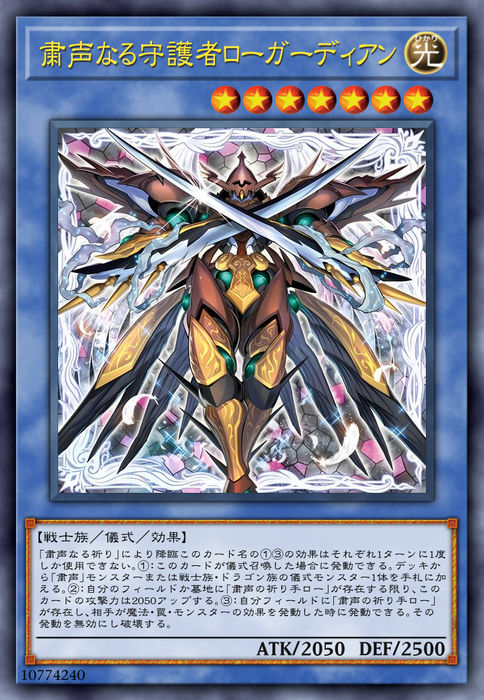 粛声なる守護者ローガーディアン
ひかり
光
【戦士族／儀式／効果】
「粛声なる祈り」により降臨このカード名の①③の効果はそれぞれ1ターンに1度
しか使用できない。①：このカードが儀式召喚した場合に発動できる。デッキか
ら「粛声」モンスターまたは戦士族・ドラゴン族の儀式モンスター1体を手札に加
える。②：自分のフィールドか墓地に「粛声の祈り手ロー」が存在する限り、この
カードの攻撃力は2050アップする。③：自分フィールドに「粛声の祈り手ロー」
が存在し、相手が魔法・罠・モンスターの効果を発動した時に発動できる。その
発動を無効にし破壊する。
ATK/2050 DEF/2500
10774240